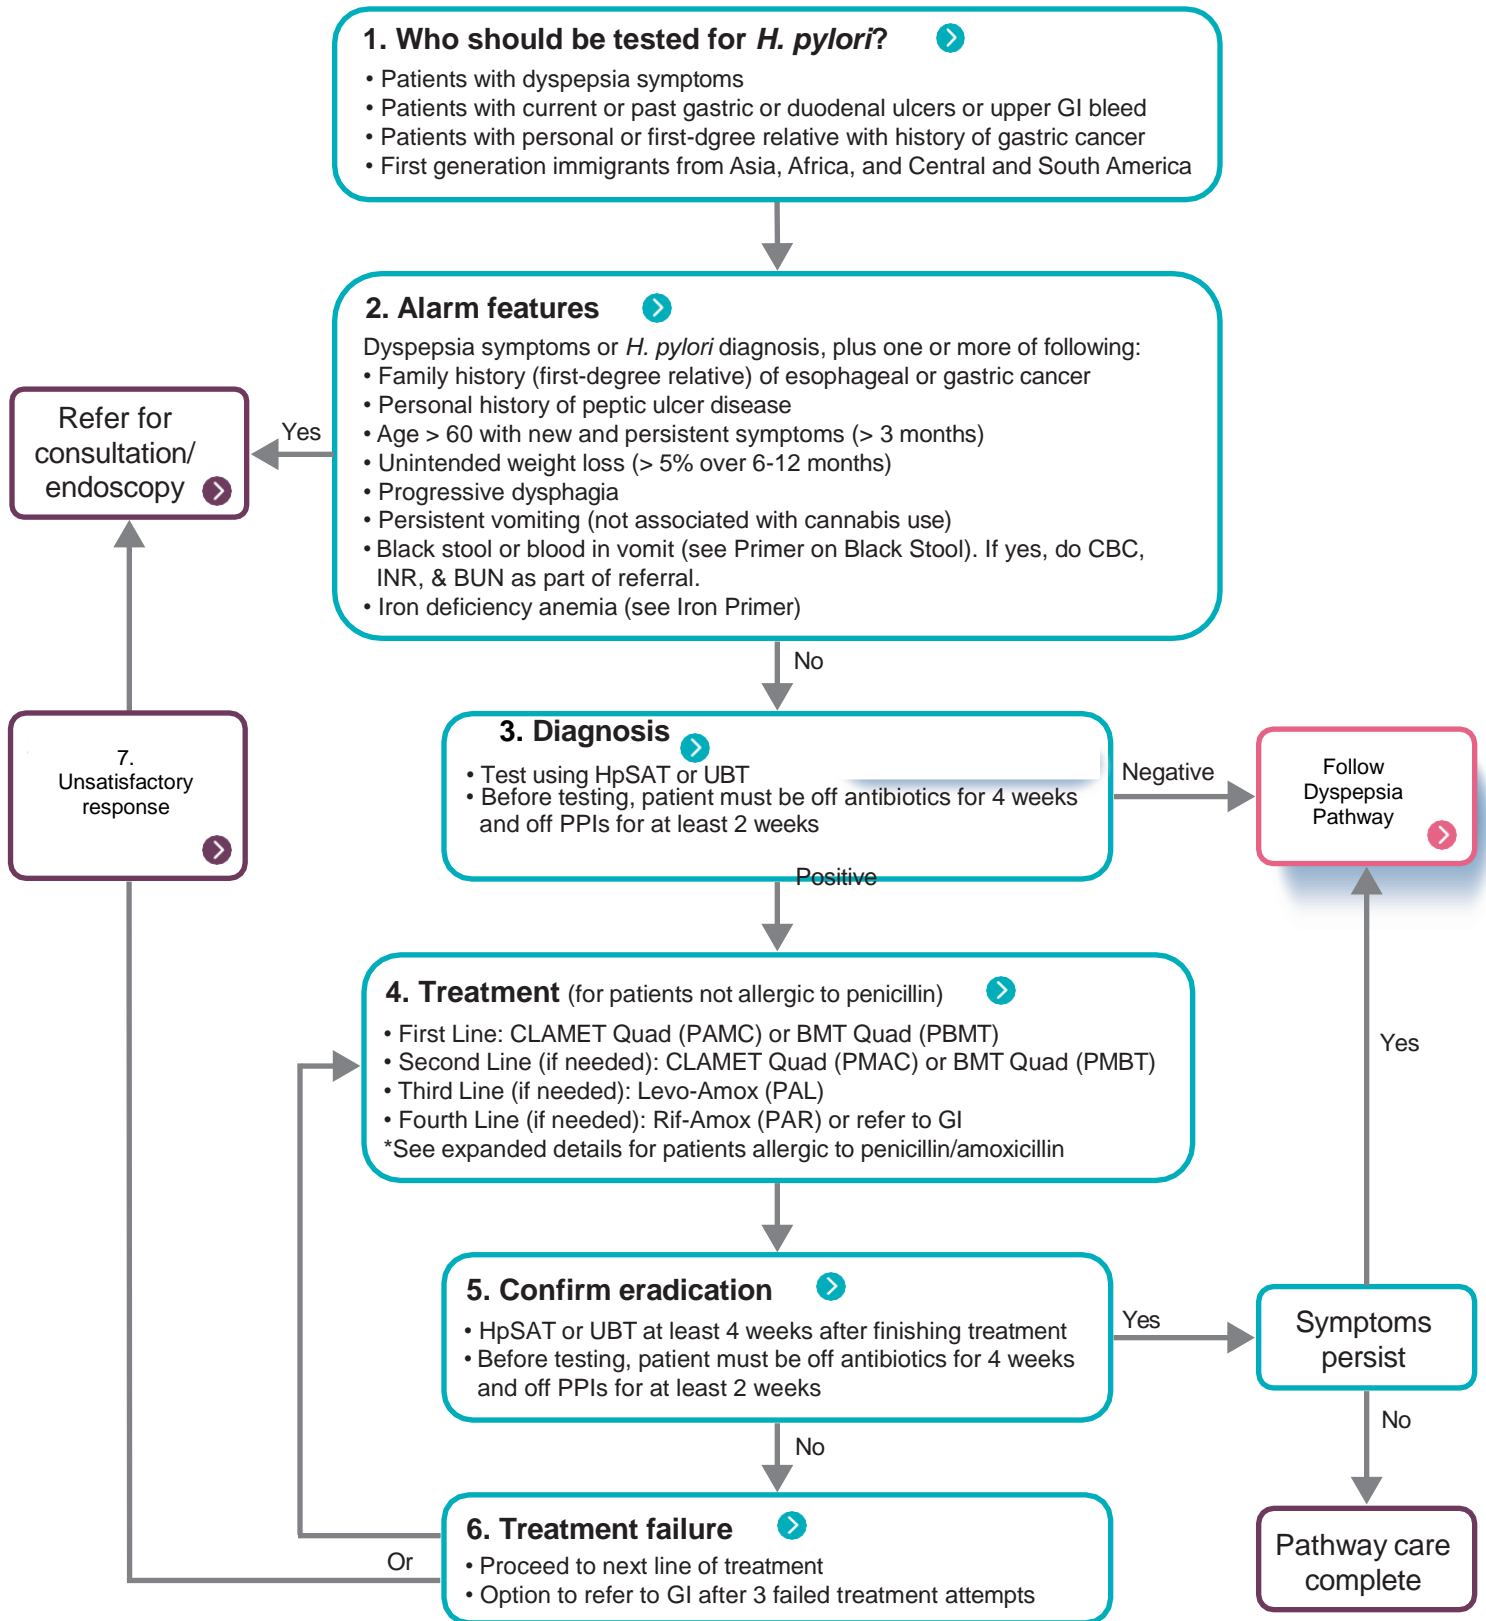 1. Who should be tested for H. pylori?
• Patients with dyspepsia symptoms
• Patients with current or past gastric or duodenal ulcers or upper GI bleed
• Patients with personal or first-dgree relative with history of gastric cancer
• First generation immigrants from Asia, Africa, and Central and South America
2. Alarm features
Dyspepsia symptoms or H. pylori diagnosis, plus one or more of following:
• Family history (first-degree relative) of esophageal or gastric cancer
• Personal history of peptic ulcer disease
• Age > 60 with new and persistent symptoms (> 3 months)
• Unintended weight loss (> 5% over 6-12 months)
• Progressive dysphagia
• Persistent vomiting (not associated with cannabis use)
• Black stool or blood in vomit (see Primer on Black Stool). If yes, do CBC,
INR, & BUN as part of referral.
• Iron deficiency anemia (see Iron Primer)
Yes
Refer for
consultation/
endoscopy
No
3. Diagnosis
• Test using HpSAT or UBT
• Before testing, patient must be off antibiotics for 4 weeks
and off PPIs for at least 2 weeks
Negative
Follow
Dyspepsia
Pathway
7.
Unsatisfactory
response
Positive
4. Treatment (for patients not allergic to penicillin)
• First Line: CLAMET Quad (PAMC) or BMT Quad (PBMT)
• Second Line (if needed): CLAMET Quad (PMAC) or BMT Quad (PMBT)
• Third Line (if needed): Levo-Amox (PAL)
• Fourth Line (if needed): Rif-Amox (PAR) or refer to GI
*See expanded details for patients allergic to penicillin/amoxicillin
Yes
5. Confirm eradication
• HpSAT or UBT at least 4 weeks after finishing treatment
• Before testing, patient must be off antibiotics for 4 weeks
and off PPIs for at least 2 weeks
Yes
Symptoms
persist
No
No
6. Treatment failure
• Proceed to next line of treatment
• Option to refer to GI after 3 failed treatment attempts
Or
Pathway care
complete